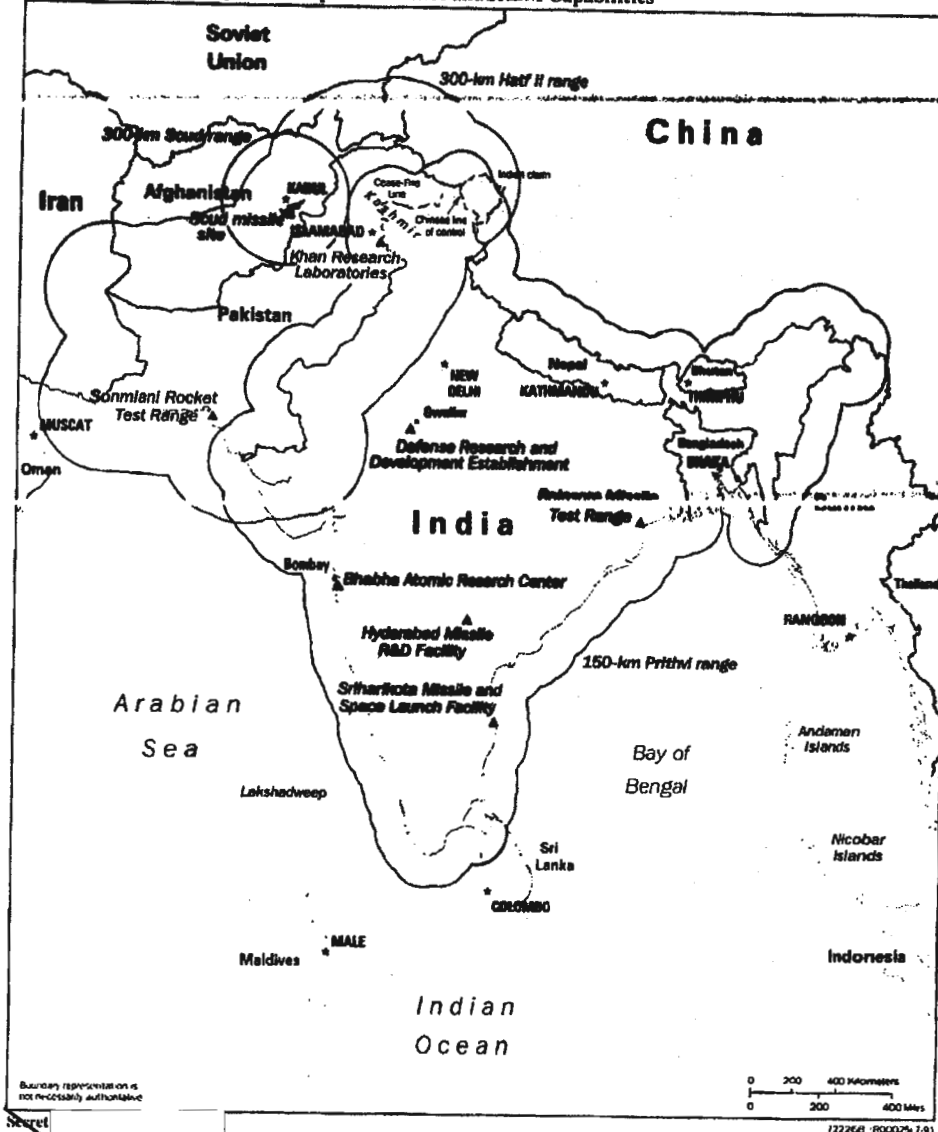 Capabilities
Soviet
Union
300-km Hatf II range
300-km Scud range
China
Iran
Afghanistan
KABUL
Scud missile
site
Cease-Fire
Line
Kashmir
Indian claim
Chinese line
of control
ISLAMABAD
Khan Research
Laboratories
Pakistan
Sonmiani Rocket
Test Range
MUSCAT
Oman
NEW
DELHI
Gwalior
Defense Research and
Development Establishment
Nepal
KATHMANDU
Bhutan
THIMPHU
Bangladesh
DHAKA
Missile
Test Range
India
Bombay
Bhabha Atomic Research Center
Hyderabad Missile
R&D Facility
Sriharikota Missile and
Space Launch Facility
150-km Prithvi range
Thailand
RANGOON
Arabian
Sea
Bay of
Bengal
Andaman
Islands
Lakshadweep
Nicobar
Islands
Sri
Lanka
COLOMBO
MALE
Maldives
Indonesia
Indian
Ocean
Boundary representation is
not necessarily authoritative
0 200 400 Kilometers
0 200 400 Miles
Secret